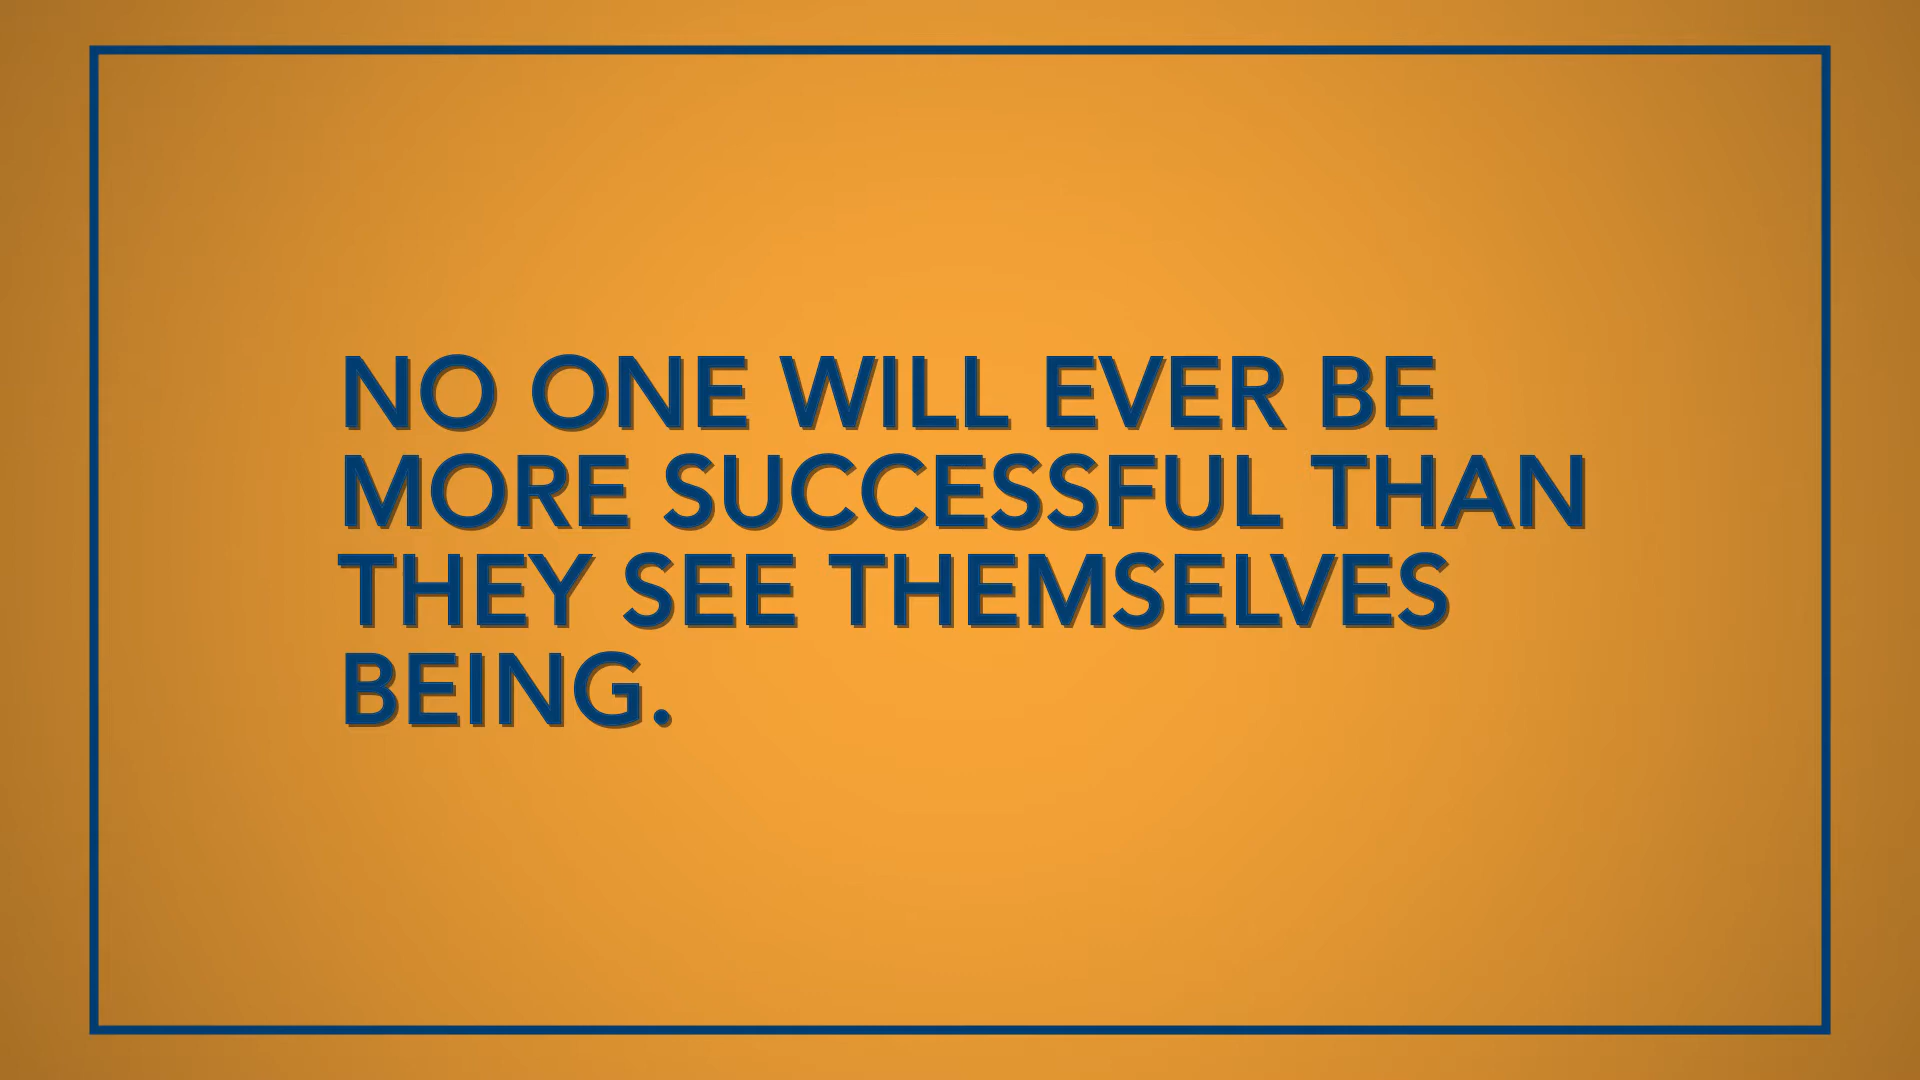 NO ONE WILL EVER BE
MORE SUCCESSFUL THAN
THEY SEE THEMSELVES
BEING.